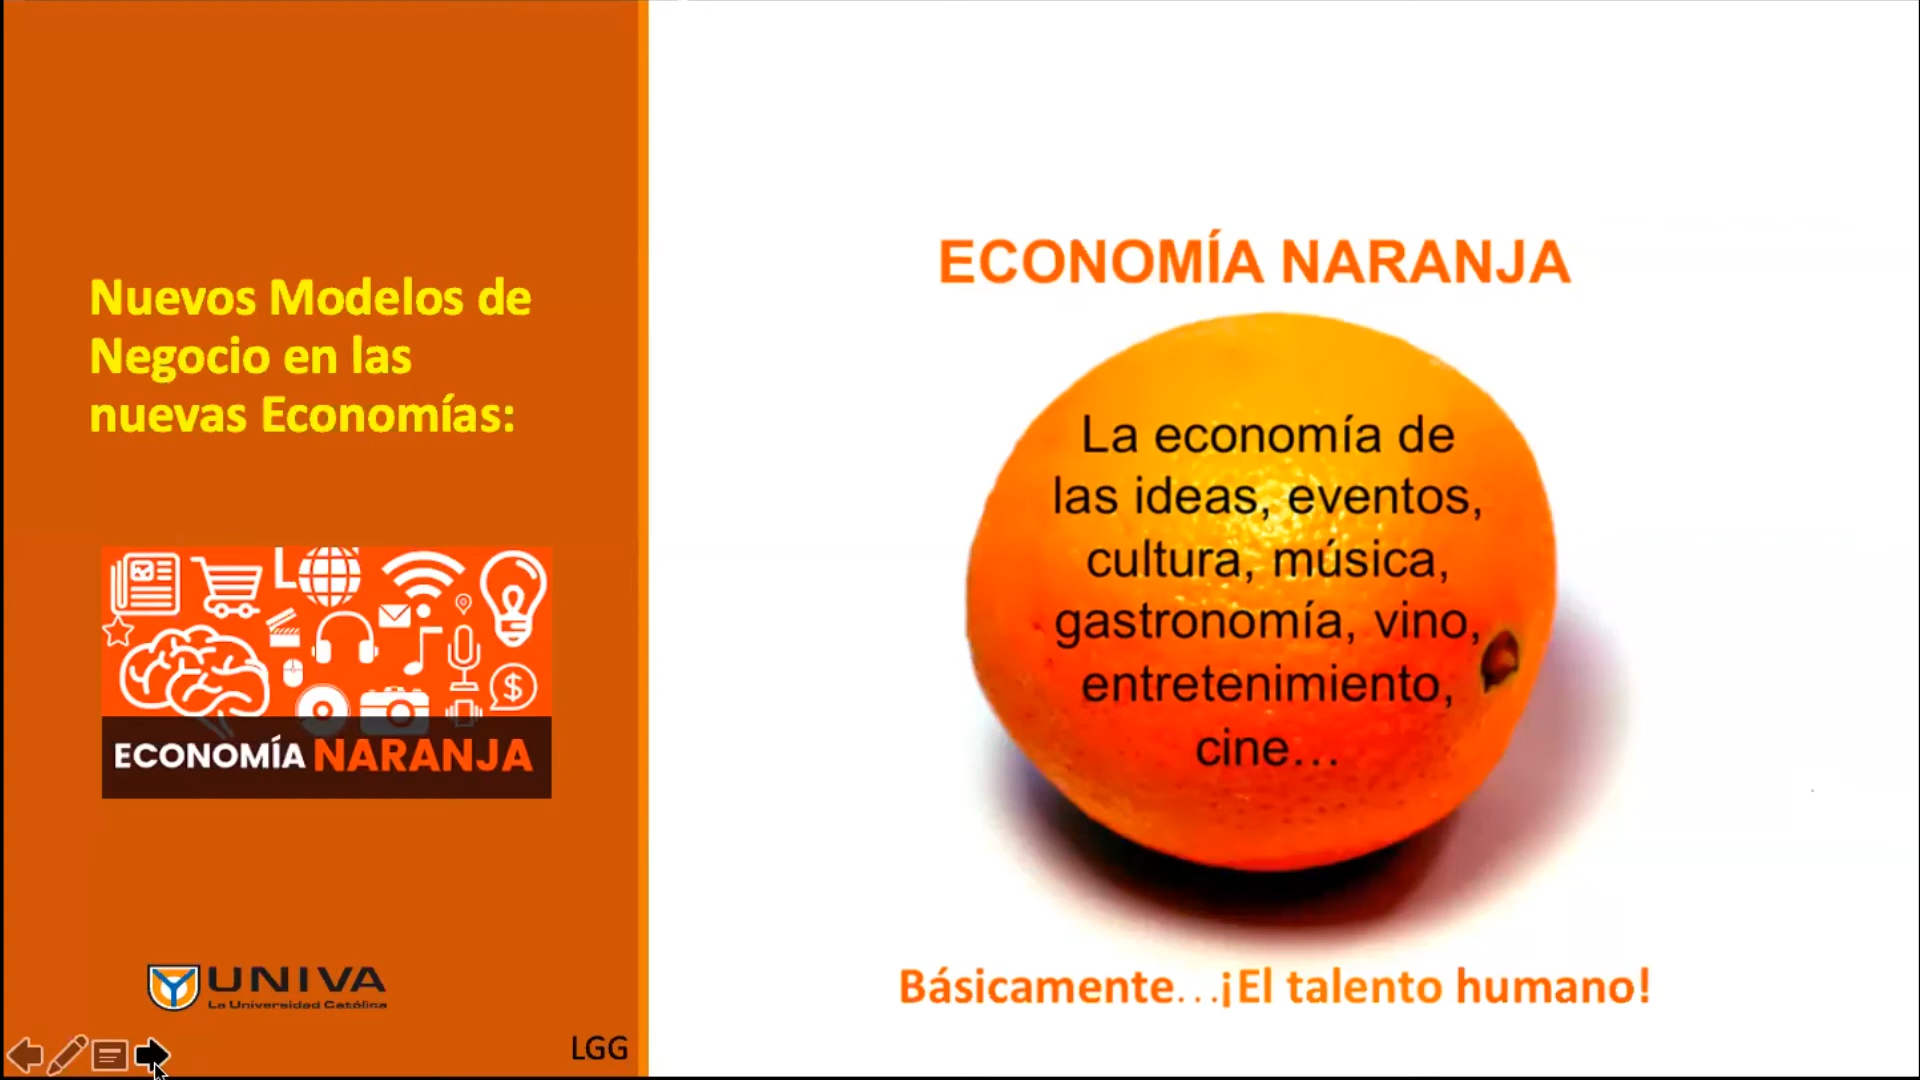 Nuevos Modelos de
Negocio en las
nuevas Economías:
ECONOMÍA NARANJA
UNIVA
La Universidad Católica
LGG
ECONOMÍA NARANJA
La economía de
las ideas, eventos,
cultura, música,
gastronomía, vino,
entretenimiento,
cine...
Básicamente...¡El talento humano!